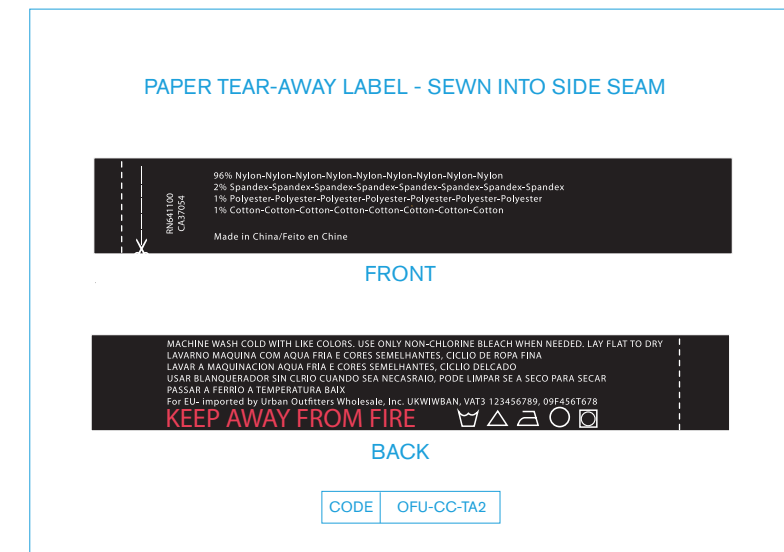 PAPER TEAR-AWAY LABEL - SEWN INTO SIDE SEAM
RN641100
CA37054
96% Nylon-Nylon-Nylon-Nylon-Nylon-Nylon-Nylon-Nylon-Nylon
2% Spandex-Spandex-Spandex-Spandex-Spandex-Spandex-Spandex-Spandex
1% Polyester-Polyester-Polyester-Polyester-Polyester-Polyester-Polyester
1% Cotton-Cotton-Cotton-Cotton-Cotton-Cotton-Cotton-Cotton
Made in China/Feito en Chine
FRONT
MACHINE WASH COLD WITH LIKE COLORS. USE ONLY NON-CHLORINE BLEACH WHEN NEEDED. LAY FLAT TO DRY
LAVARNO MAQUINA COM AQUA FRIA E CORES SEMELHANTES, CICLIO DE ROPA FINA
LAVAR A MAQUINACION AQUA FRIA E CORES SEMELHANTES, CICLIO DELCADO
USAR BLANQUERADOR SIN CLRIO CUANDO SEA NECASRAIO, PODE LIMPAR SE A SECO PARA SECAR
PASSAR A FERRIO A TEMPERATURA BAIX
For EU- imported by Urban Outfitters Wholesale, Inc. UKWIWBAN, VAT3 123456789, 09F456T678
KEEP AWAY FROM FIRE
BACK
CODE OFU-CC-TA2